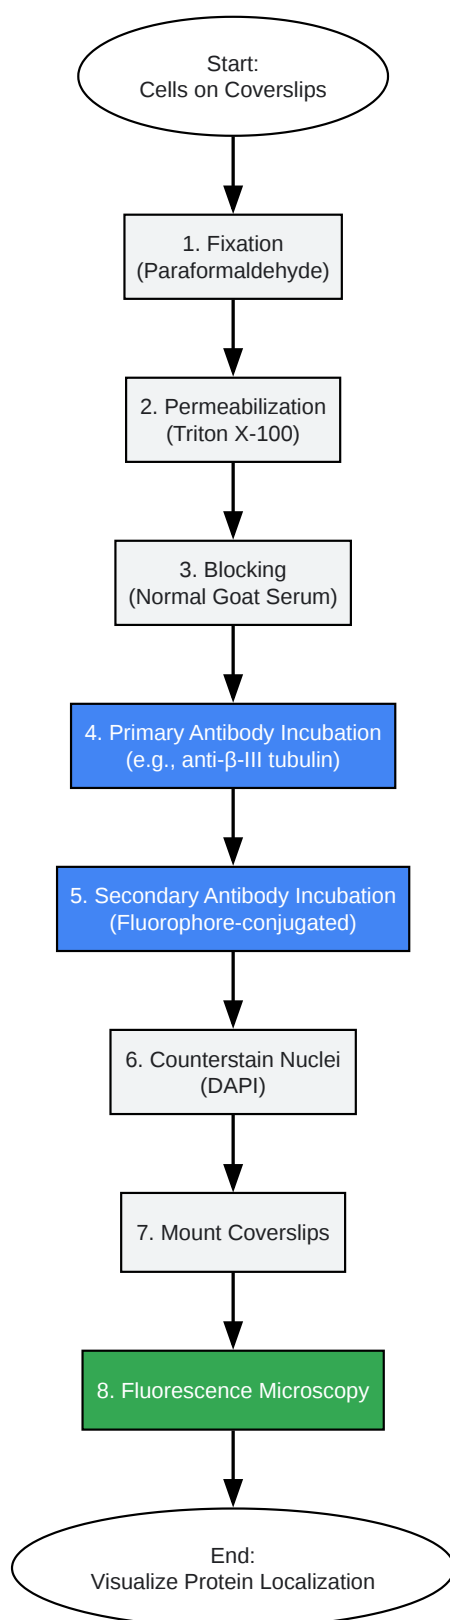 Start:
Cells on Coverslips
1. Fixation
(Paraformaldehyde)
2. Permeabilization
(Triton X-100)
3. Blocking
(Normal Goat Serum)
4. Primary Antibody Incubation
(e.g., anti-β-III tubulin)
5. Secondary Antibody Incubation
(Fluorophore-conjugated)
6. Counterstain Nuclei
(DAPI)
7. Mount Coverslips
8. Fluorescence Microscopy
End:
Visualize Protein Localization